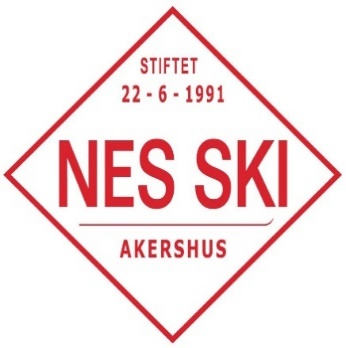 STIFTET
22 - 6 - 1991
NES SKI
AKERSHUS